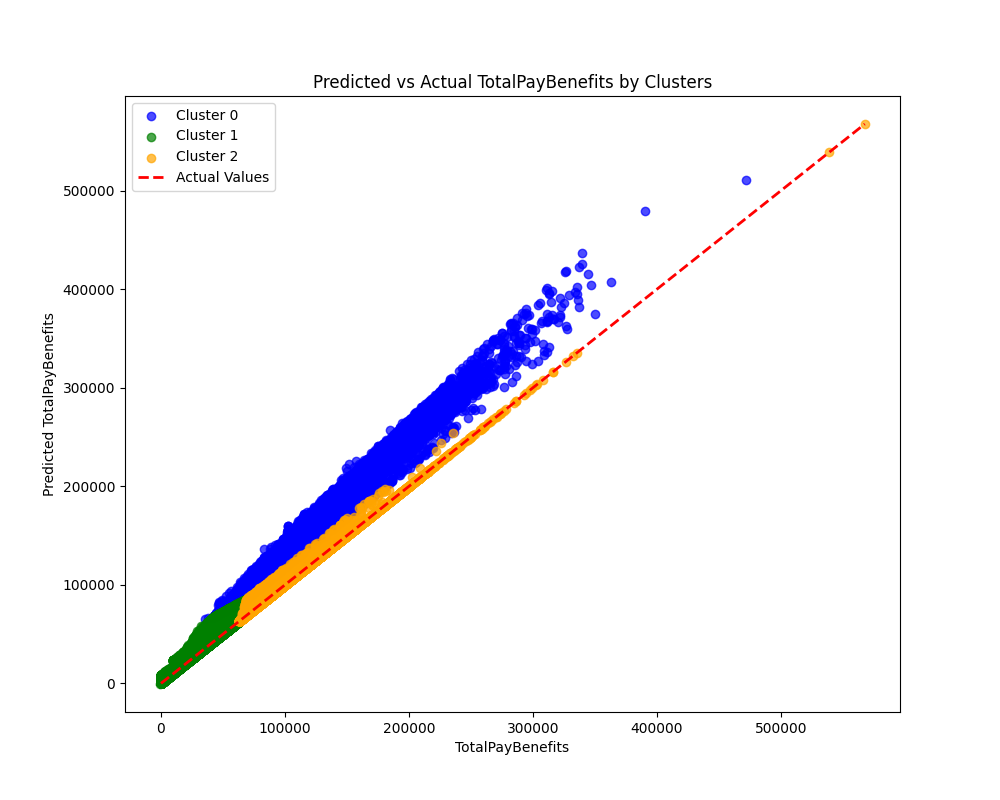 Predicted vs Actual TotalPayBenefits by Clusters
Cluster 0
Cluster 1
Cluster 2
Actual Values
Predicted TotalPayBenefits
500000
400000
300000
200000
100000
0
0 100000 200000 300000 400000 500000
TotalPayBenefits